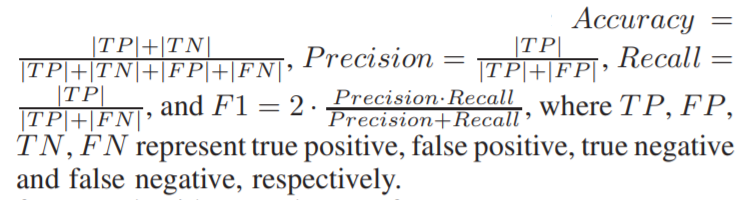 Accuracy =
|TP|+|TN| / |TP|+|TN|+|FP|+|FN|, Precision = |TP| / |TP|+|FP|, Recall =
|TP| / |TP|+|FN|, and F1 = 2 · Precision·Recall / Precision+Recall, where TP, FP,
TN, FN represent true positive, false positive, true negative
and false negative, respectively.